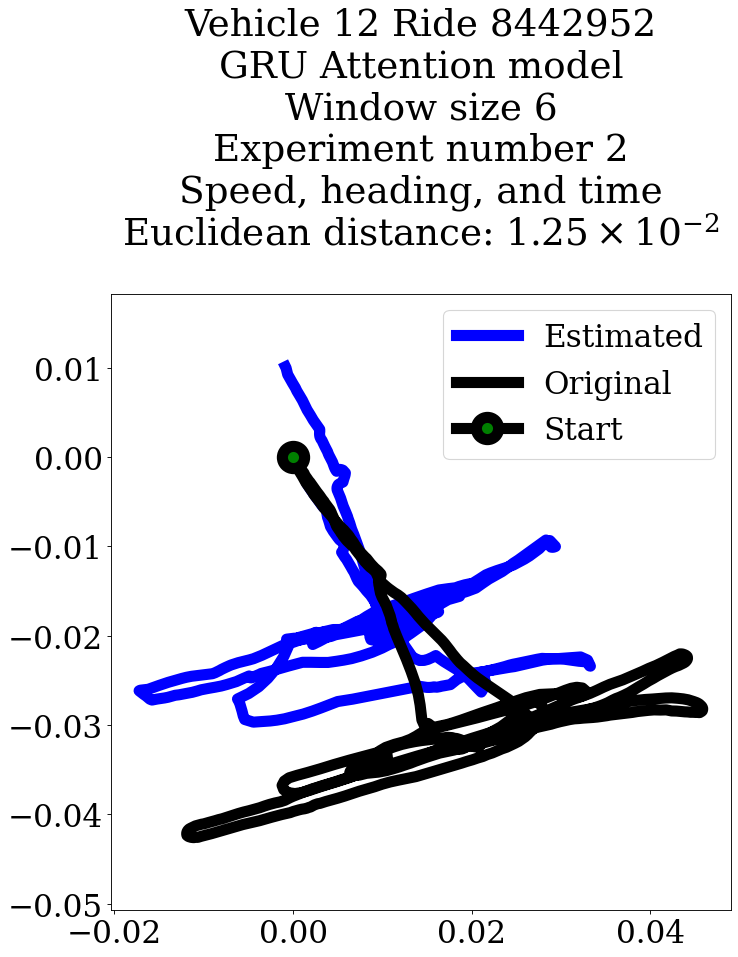 Vehicle 12 Ride 8442952
GRU Attention model
Window size 6
Experiment number 2
Speed, heading, and time
Euclidean distance: 1.25 × 10⁻²
Estimated
Original
Start
0.01
0.00
−0.01
−0.02
−0.03
−0.04
−0.05
−0.02 0.00 0.02 0.04